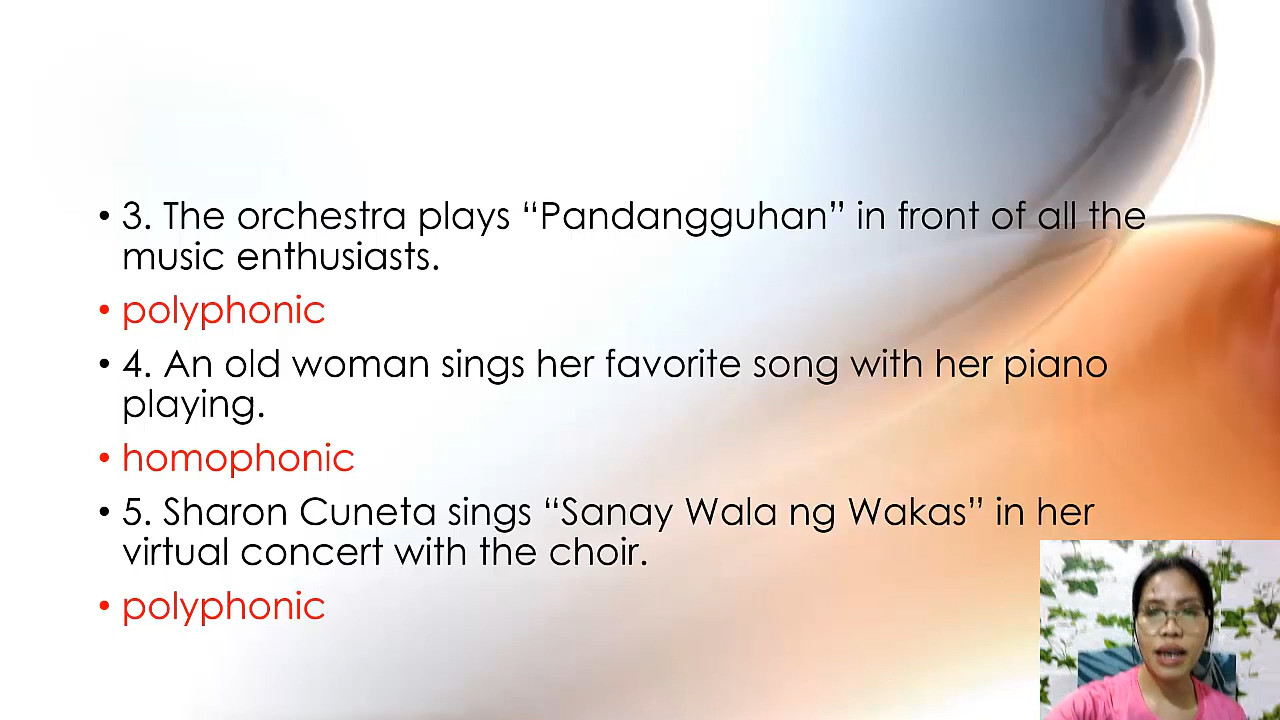 • 3. The orchestra plays “Pandangguhan” in front of all the
music enthusiasts.
• polyphonic
• 4. An old woman sings her favorite song with her piano
playing.
• homophonic
• 5. Sharon Cuneta sings “Sanay Wala ng Wakas” in her
virtual concert with the choir.
• polyphonic